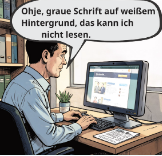 Ohje, graue Schrift auf weißem
Hintergrund, das kann ich
nicht lesen.